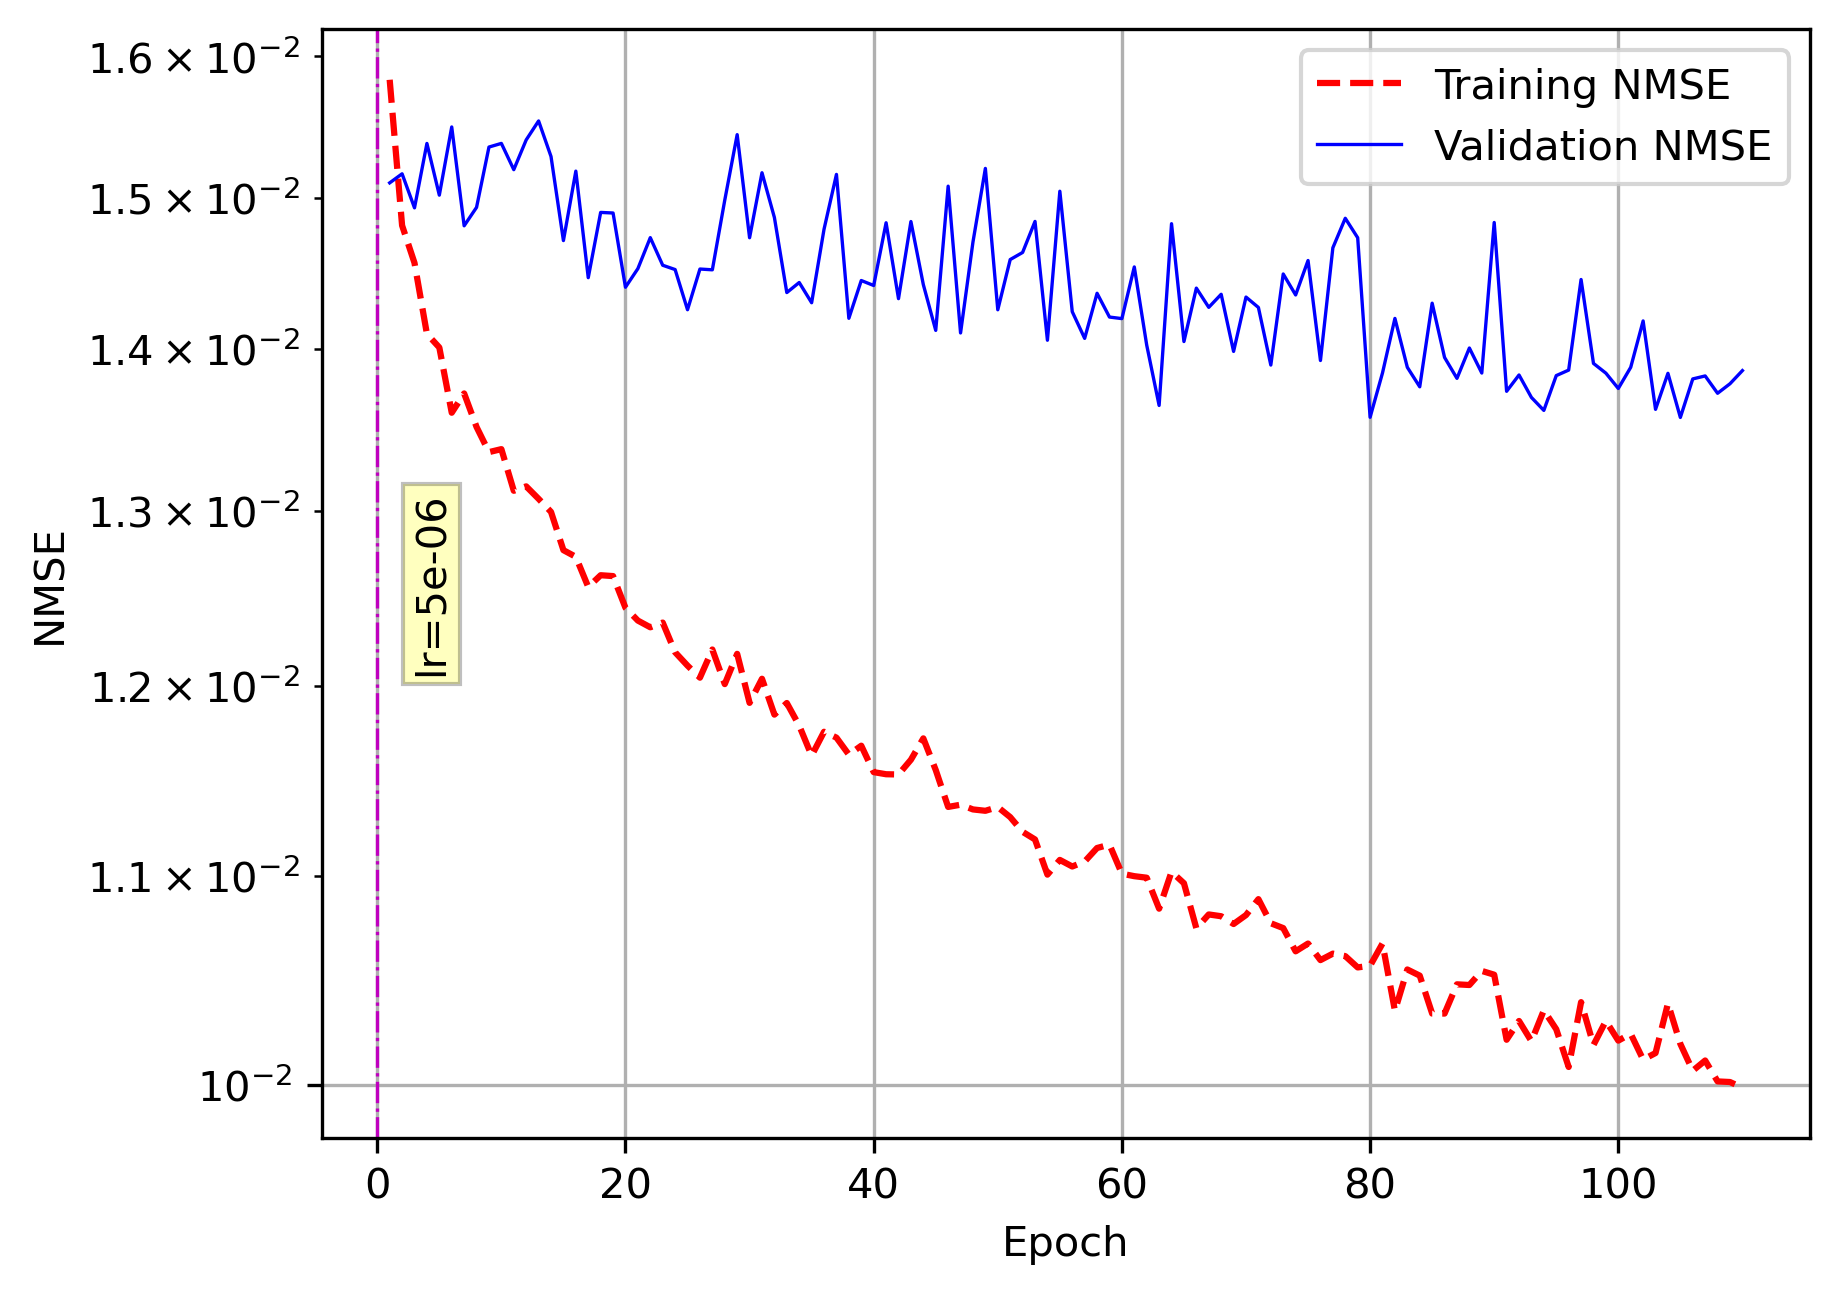 1.6 × 10⁻²
1.5 × 10⁻²
1.4 × 10⁻²
1.3 × 10⁻²
1.2 × 10⁻²
1.1 × 10⁻²
10⁻²
NMSE
lr=5e-06
Training NMSE
Validation NMSE
0 20 40 60 80 100
Epoch